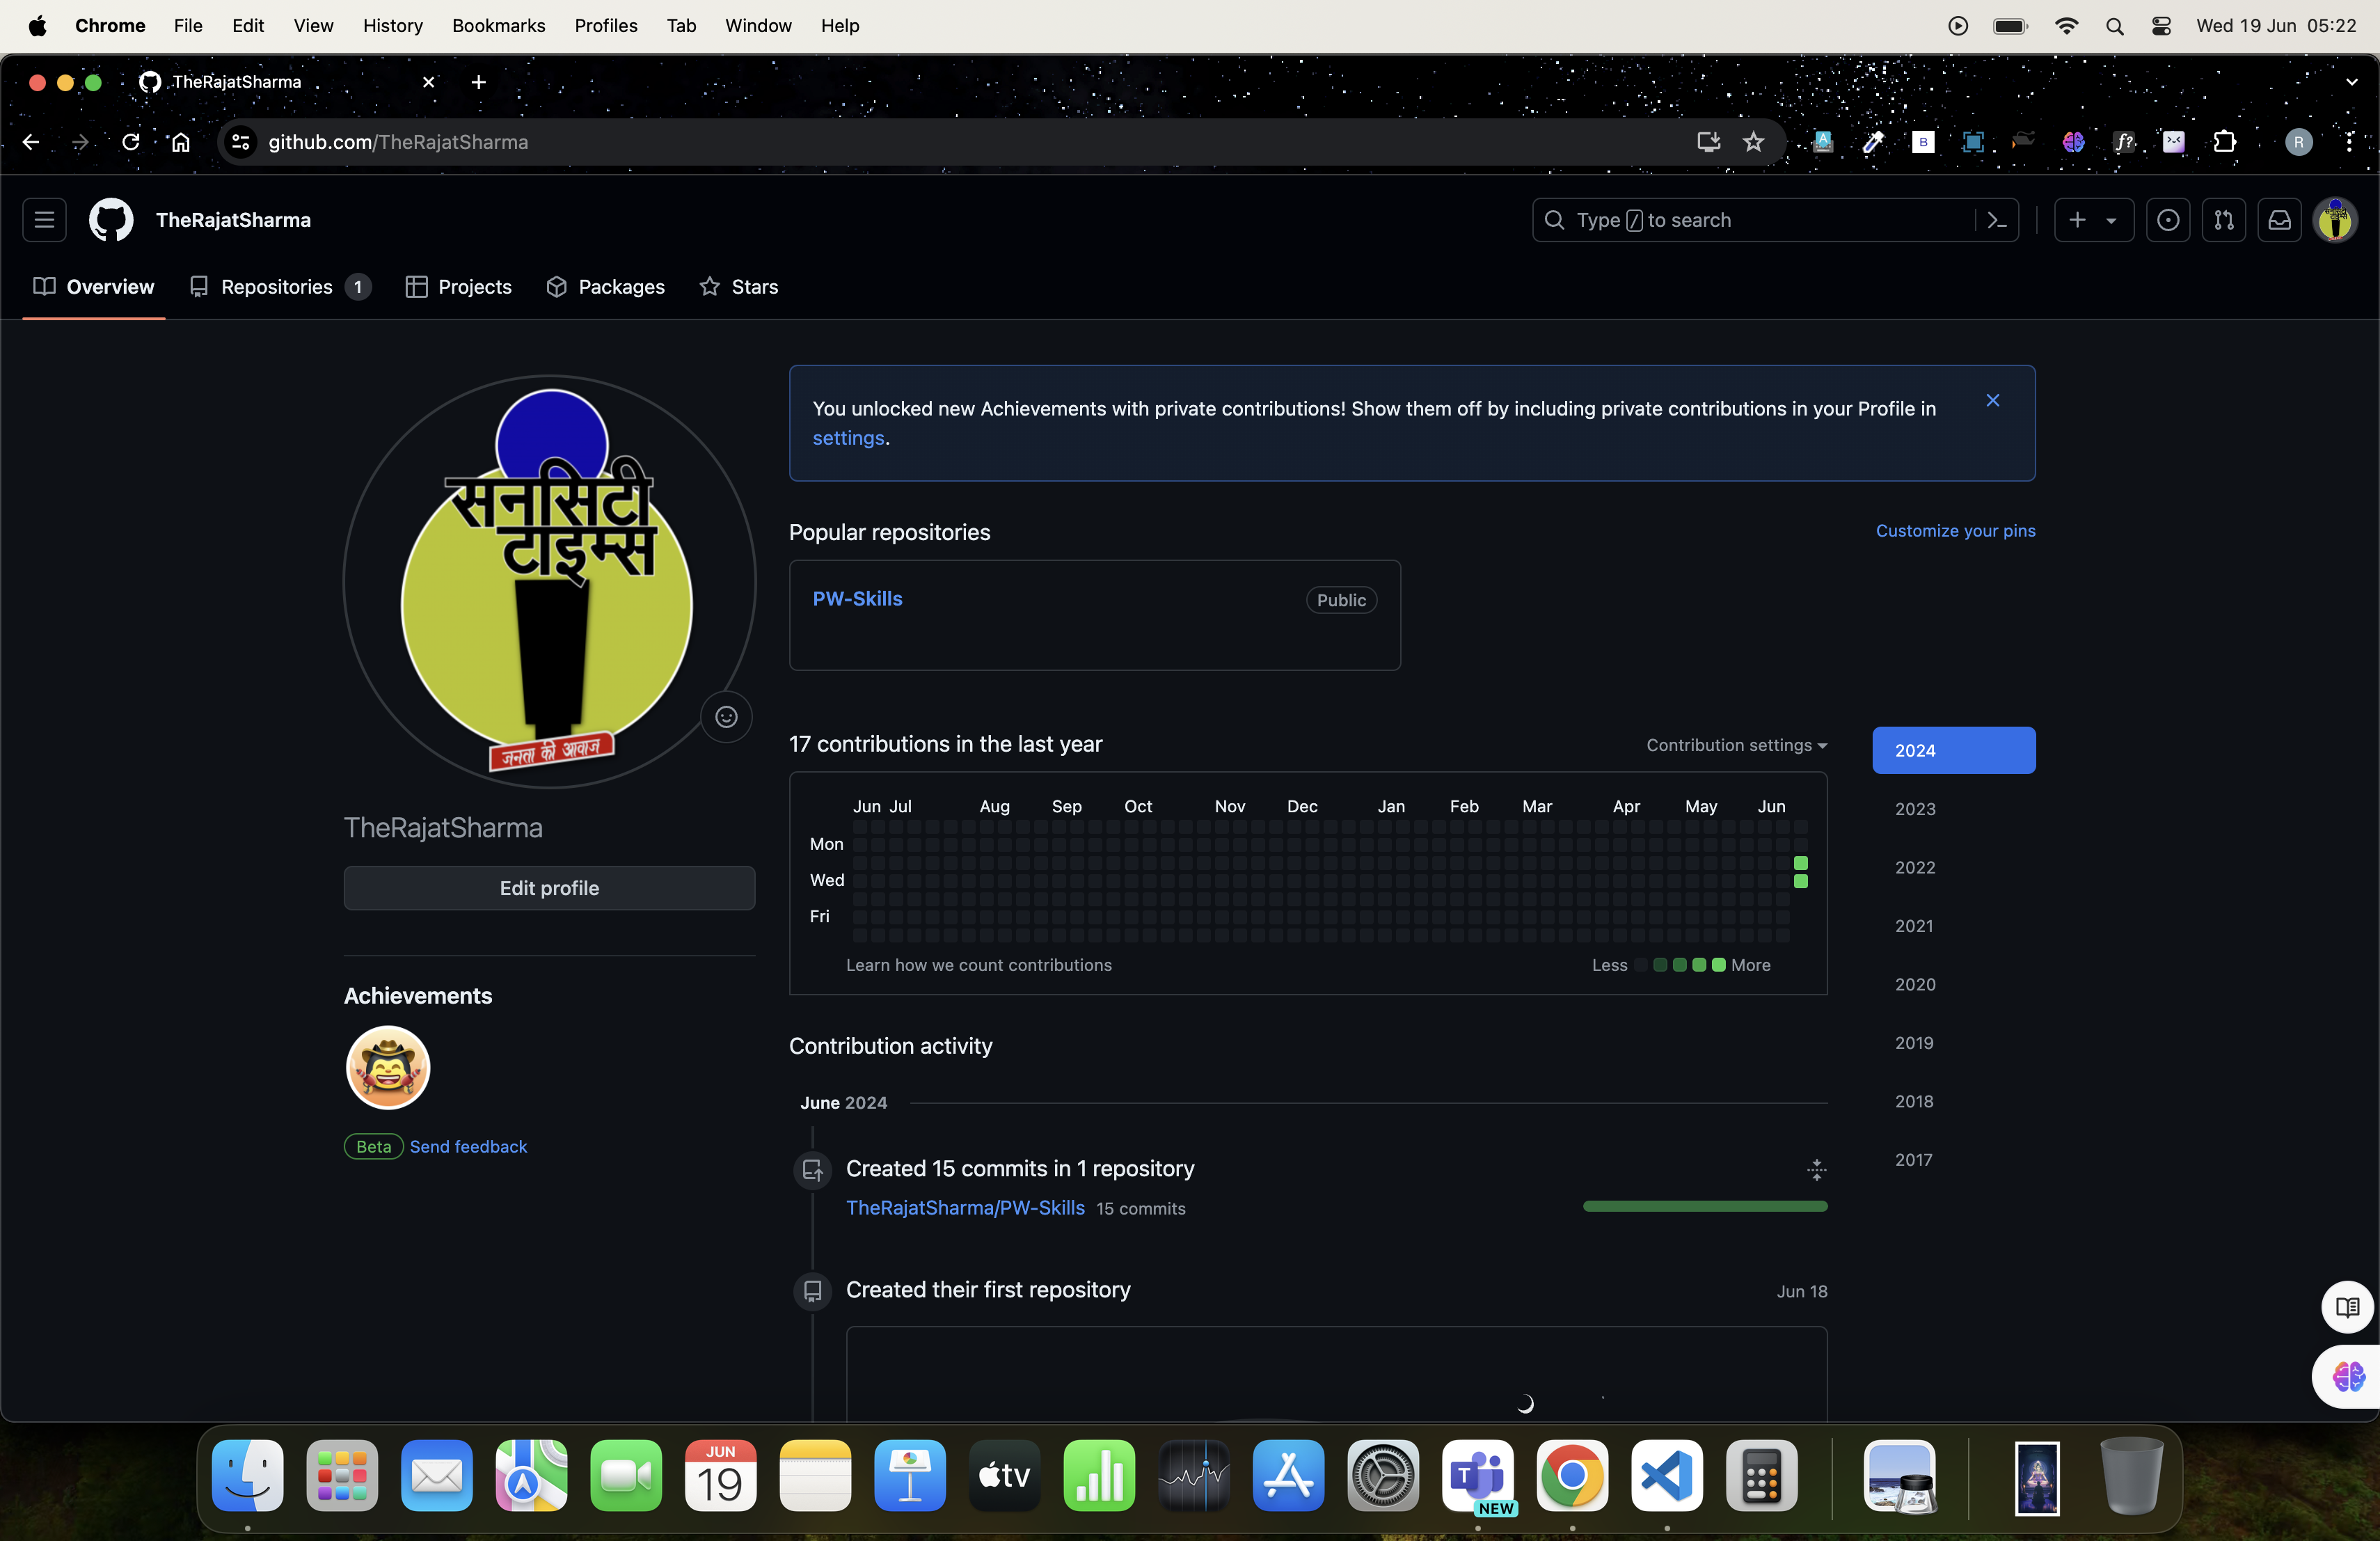 Chrome File Edit View History Bookmarks Profiles Tab Window Help Wed 19 Jun 05:22
TheRajatSharma
github.com/TheRajatSharma
B
f?
R
TheRajatSharma
Type / to search
Overview Repositories 1 Projects Packages Stars
You unlocked new Achievements with private contributions! Show them off by including private contributions in your Profile in
settings.
सनसिटी
टाइम्स
जनता की आवाज
Popular repositories Customize your pins
PW-Skills Public
TheRajatSharma
Edit profile
Achievements
Beta Send feedback
17 contributions in the last year Contribution settings
Jun Jul Aug Sep Oct Nov Dec Jan Feb Mar Apr May Jun
Mon
Wed
Fri
Learn how we count contributions Less More
2024
2023
2022
2021
2020
2019
2018
2017
Contribution activity
June 2024
Created 15 commits in 1 repository
TheRajatSharma/PW-Skills 15 commits
Created their first repository Jun 18
JUN
19
tv
T
NEW